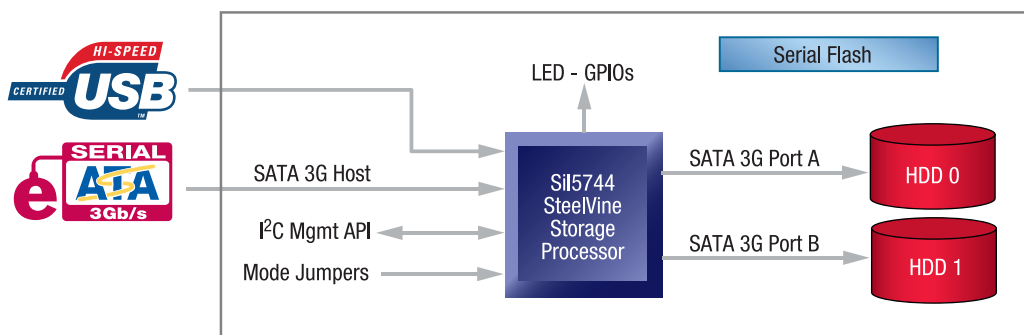 HI-SPEED
CERTIFIED USB TM
SERIAL
e ATA
3Gb/s
SATA 3G Host
I²C Mgmt API
Mode Jumpers
LED - GPIOs
Serial Flash
SiI5744
SteelVine
Storage
Processor
SATA 3G Port A
HDD 0
SATA 3G Port B
HDD 1